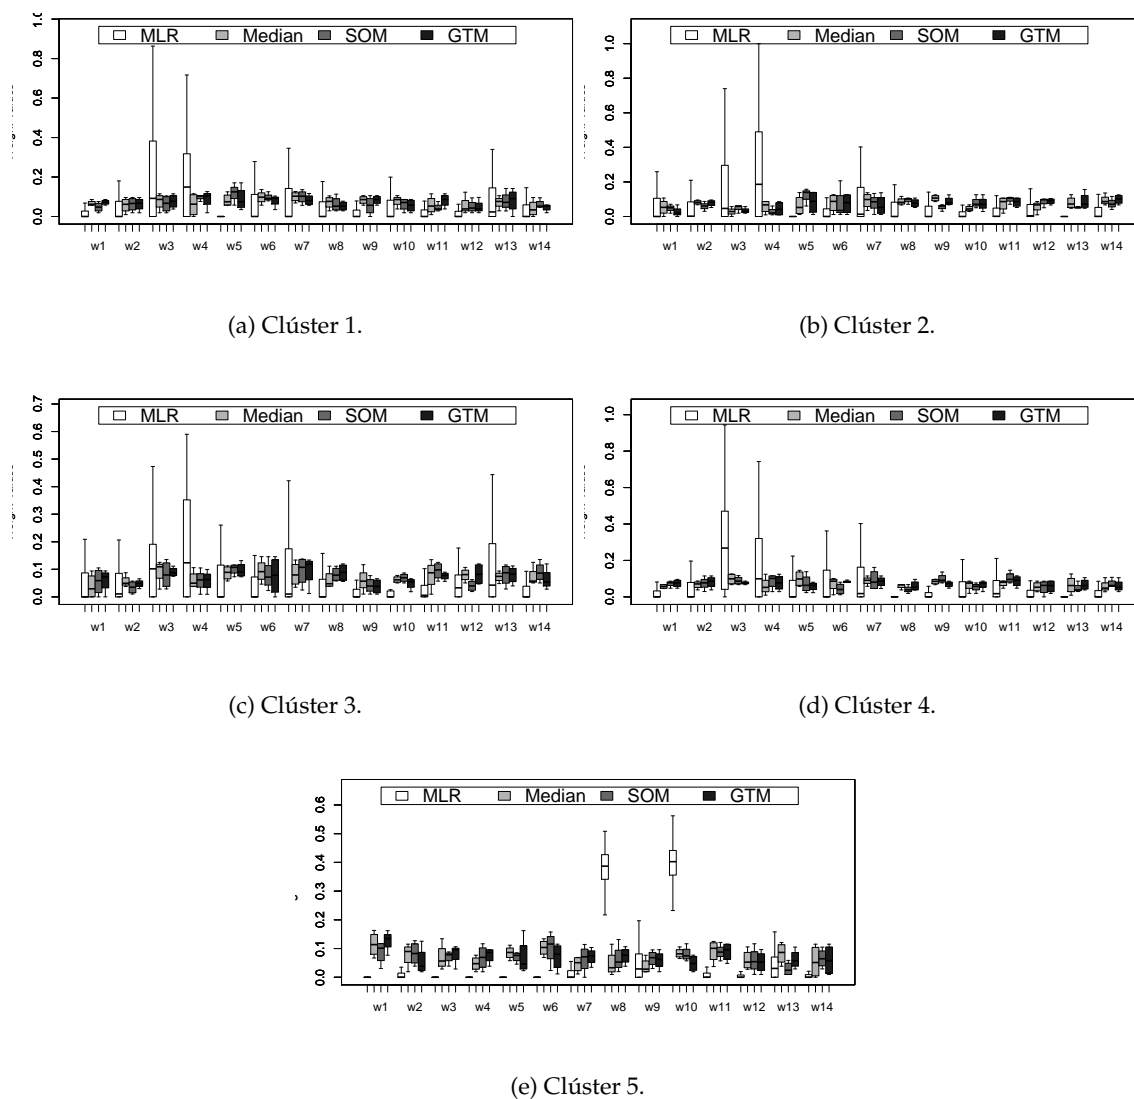 MLR Median SOM GTM
0.0 0.2 0.4 0.6 0.8
w1 w2 w3 w4 w5 w6 w7 w8 w9 w10 w11 w12 w13 w14
(a) Clúster 1.
MLR Median SOM GTM
0.0 0.2 0.4 0.6 0.8 1.0
w1 w2 w3 w4 w5 w6 w7 w8 w9 w10 w11 w12 w13 w14
(b) Clúster 2.
MLR Median SOM GTM
0.0 0.1 0.2 0.3 0.4 0.5 0.6 0.7
w1 w2 w3 w4 w5 w6 w7 w8 w9 w10 w11 w12 w13 w14
(c) Clúster 3.
MLR Median SOM GTM
0.0 0.2 0.4 0.6 0.8 1.0
w1 w2 w3 w4 w5 w6 w7 w8 w9 w10 w11 w12 w13 w14
(d) Clúster 4.
MLR Median SOM GTM
0.0 0.1 0.2 0.3 0.4 0.5 0.6
w1 w2 w3 w4 w5 w6 w7 w8 w9 w10 w11 w12 w13 w14
(e) Clúster 5.